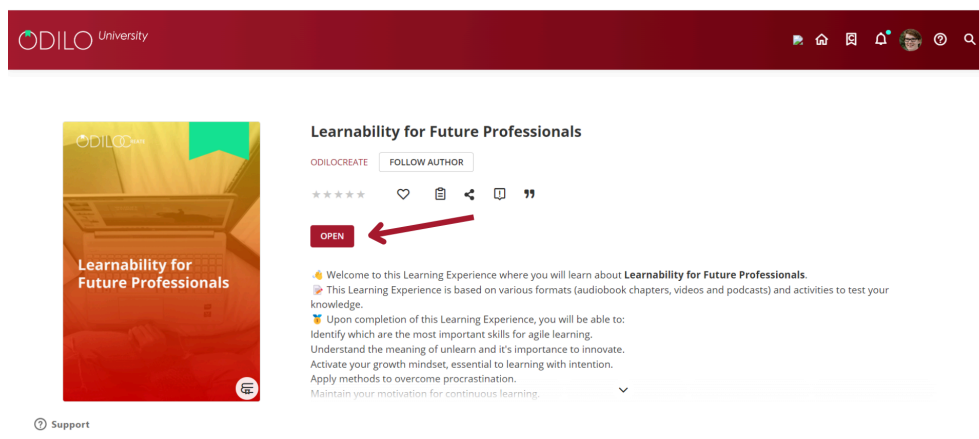 ODILO University
ODILO
Learnability for Future Professionals
ODILOCREATE FOLLOW AUTHOR
OPEN
Learnability for
Future Professionals
Welcome to this Learning Experience where you will learn about Learnability for Future Professionals.
This Learning Experience is based on various formats (audiobook chapters, videos and podcasts) and activities to test your
knowledge.
Upon completion of this Learning Experience, you will be able to:
Identify which are the most important skills for agile learning.
Understand the meaning of unlearn and it's importance to innovate.
Activate your growth mindset, essential to learning with intention.
Apply methods to overcome procrastination.
Maintain your motivation for continuous learning.
Support